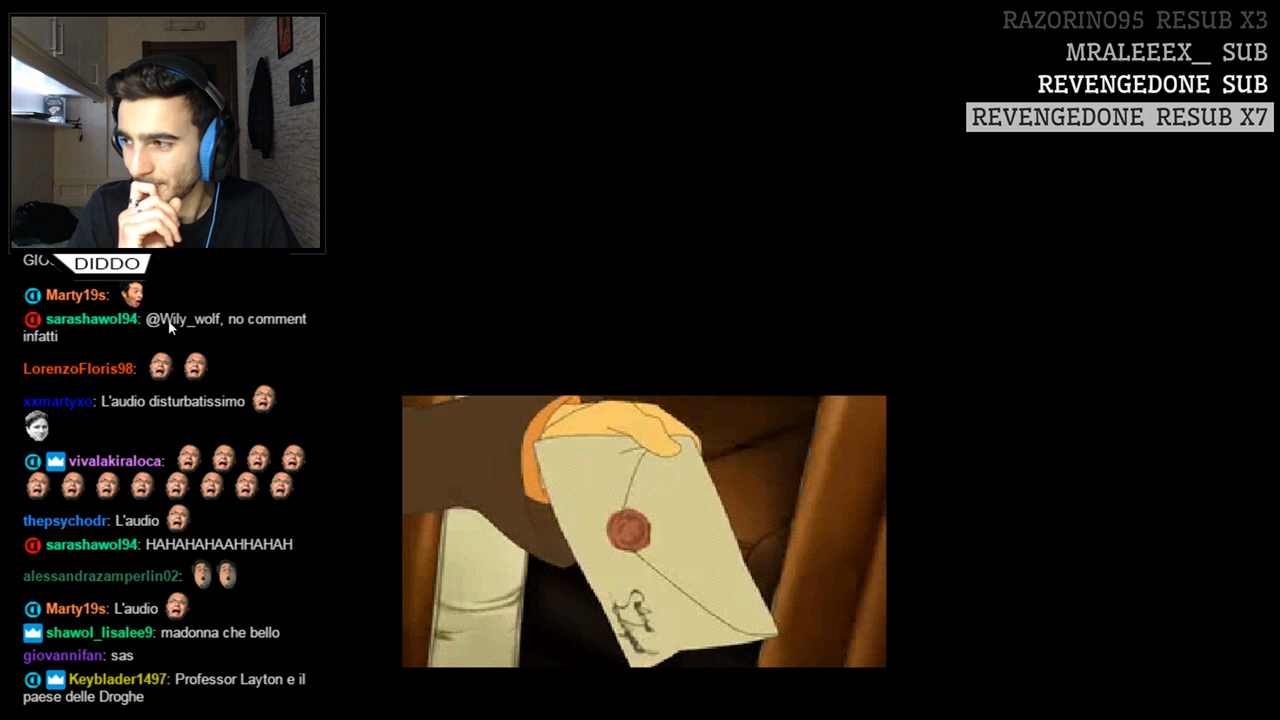 RAZORINO95 RESUB X3
MRALEEEX_ SUB
REVENGEDONE SUB
REVENGEDONE RESUB X7
DIDDO
Marty19s:
sarashawol94: @Wily_wolf, no comment
infatti
LorenzoFloris98:
xxmartyxo: L'audio disturbatissimo
vivalakiraloca:
thepsychodr: L'audio
sarashawol94: HAHAHAHAAHHAHAH
alessandrazamperlin02:
Marty19s: L'audio
shawol_lisalee9: madonna che bello
giovannifan: sas
Keyblader1497: Professor Layton e il
paese delle Droghe